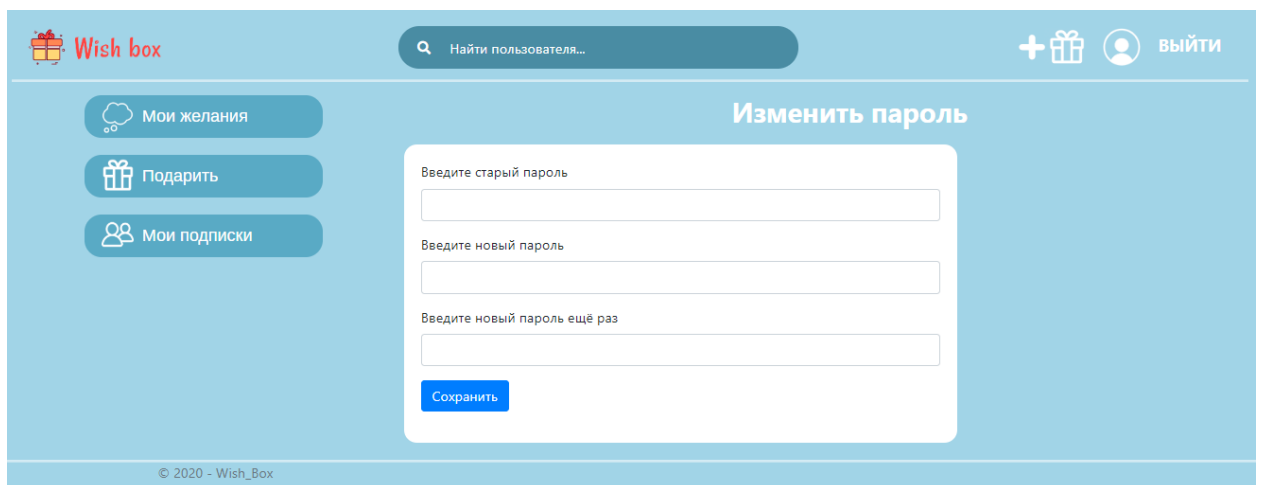 Wish box
Найти пользователя...
ВЫЙТИ
Мои желания
Подарить
Мои подписки
Изменить пароль
Введите старый пароль
Введите новый пароль
Введите новый пароль ещё раз
Сохранить
© 2020 - Wish_Box